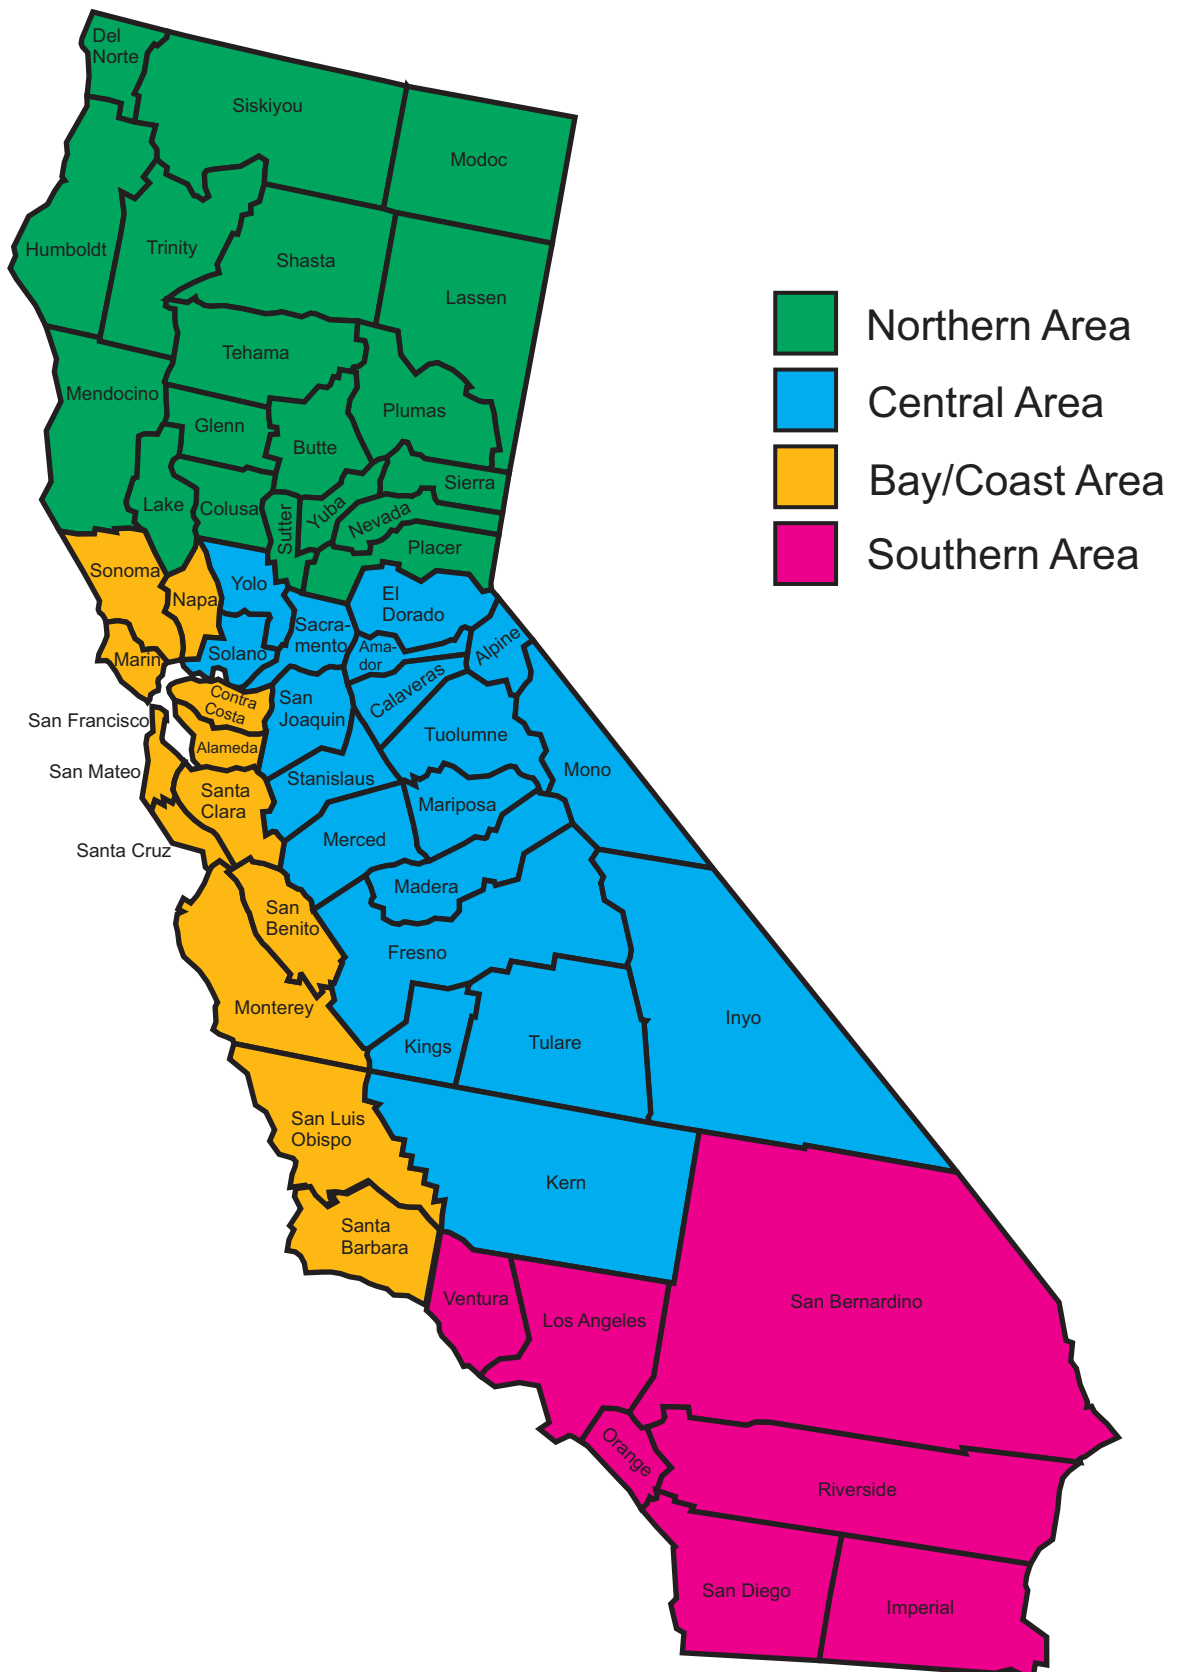 Del
Norte
Siskiyou
Modoc
Humboldt
Trinity
Shasta
Lassen
Tehama
Mendocino
Plumas
Glenn
Butte
Lake
Colusa
Sutter
Yuba
Nevada
Sierra
Placer
Sonoma
Napa
Yolo
El
Dorado
Sacra-
mento
Marin
Solano
Ama-
dor
Alpine
Calaveras
Contra
Costa
San
Joaquin
San Francisco
Alameda
Tuolumne
Mono
San Mateo
Stanislaus
Santa
Clara
Mariposa
Santa Cruz
Merced
Madera
San
Benito
Fresno
Monterey
Kings
Tulare
Inyo
San Luis
Obispo
Kern
Santa
Barbara
Ventura
Los Angeles
San Bernardino
Orange
Riverside
San Diego
Imperial
Northern Area
Central Area
Bay/Coast Area
Southern Area